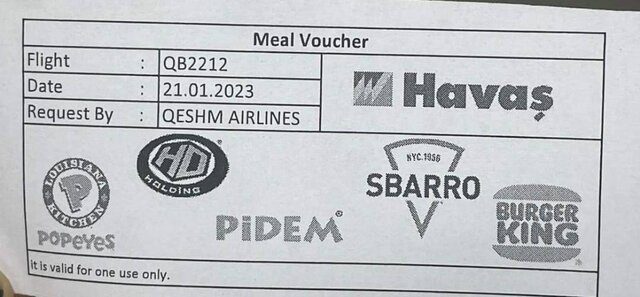 Meal Voucher
Flight : QB2212
Date : 21.01.2023
Request By : QESHM AIRLINES
Havaş
LOUISIANA
P
KITCHEN
POPEYES
HD
HOLDING
PiDEM®
NYC.1956
SBARRO
BURGER
KING®
it is valid for one use only.